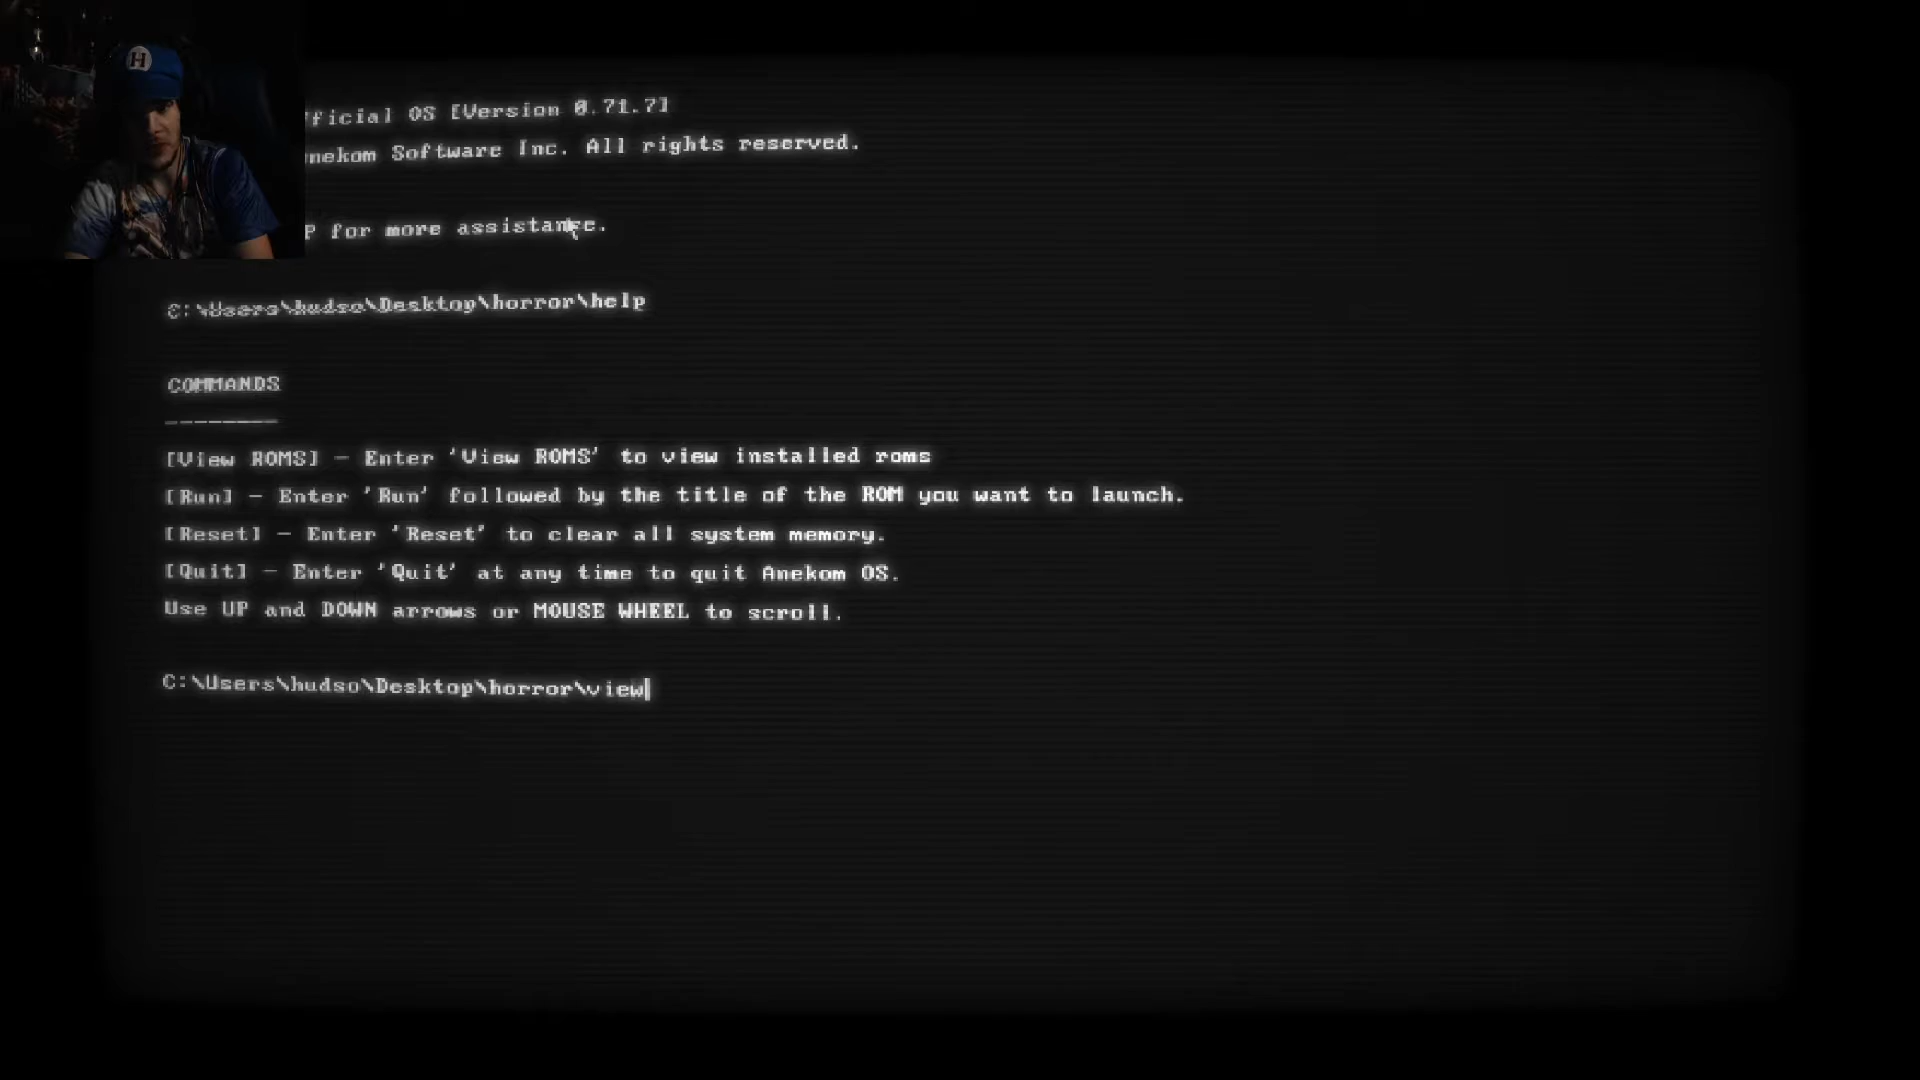 H
fficial OS [Version 0.71.7]
nekom Software Inc. All rights reserved.
P for more assistance.
C:\Users\hudso\Desktop\horror\help
COMMANDS
--------
[View ROMS] - Enter 'View ROMS' to view installed roms
[Run] - Enter 'Run' followed by the title of the ROM you want to launch.
[Reset] - Enter 'Reset' to clear all system memory.
[Quit] - Enter 'Quit' at any time to quit Anekom OS.
Use UP and DOWN arrows or MOUSE WHEEL to scroll.
C:\Users\hudso\Desktop\horror\view